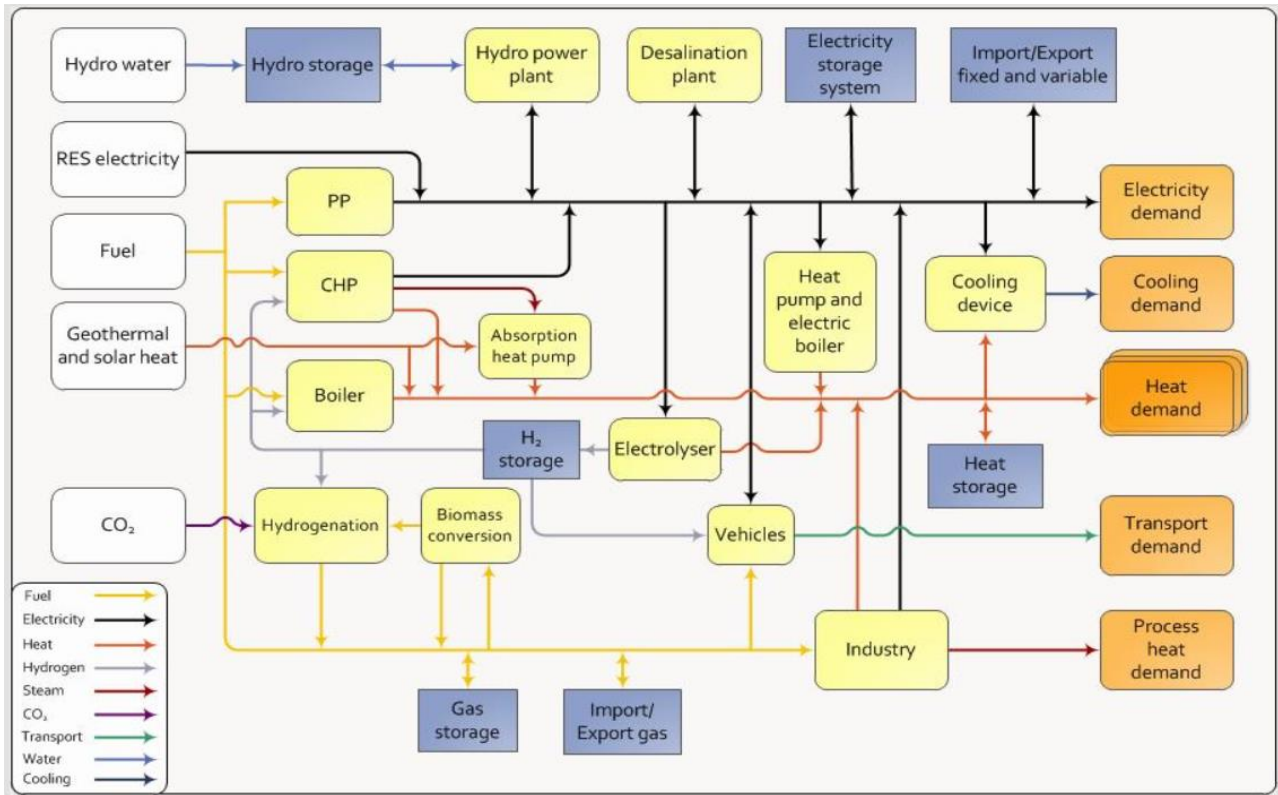 Hydro water
Hydro storage
Hydro power
plant
Desalination
plant
Electricity
storage
system
Import/Export
fixed and variable
RES electricity
PP
Electricity
demand
Fuel
CHP
Heat
pump and
electric
boiler
Cooling
device
Cooling
demand
Geothermal
and solar heat
Absorption
heat pump
Boiler
Heat
demand
H₂
storage
Electrolyser
Heat
storage
CO₂
Hydrogenation
Biomass
conversion
Vehicles
Transport
demand
Fuel
Electricity
Heat
Hydrogen
Steam
CO₂
Transport
Water
Cooling
Industry
Process
heat
demand
Gas
storage
Import/
Export gas